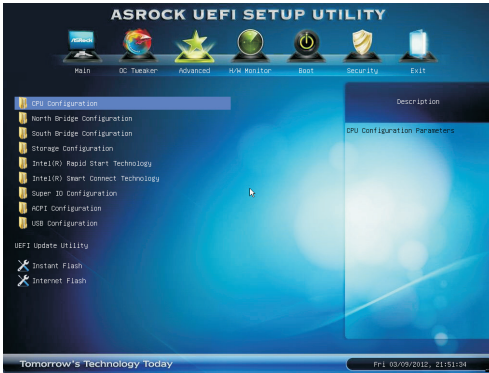 ASROCK UEFI SETUP UTILITY
ASRock
Main OC Tweaker Advanced H/W Monitor Boot Security Exit
CPU Configuration
North Bridge Configuration
South Bridge Configuration
Storage Configuration
Intel(R) Rapid Start Technology
Intel(R) Smart Connect Technology
Super IO Configuration
ACPI Configuration
USB Configuration
UEFI Update Utility
Instant Flash
Internet Flash
Description
CPU Configuration Parameters
Tomorrow's Technology Today
Fri 03/09/2012, 21:51:34